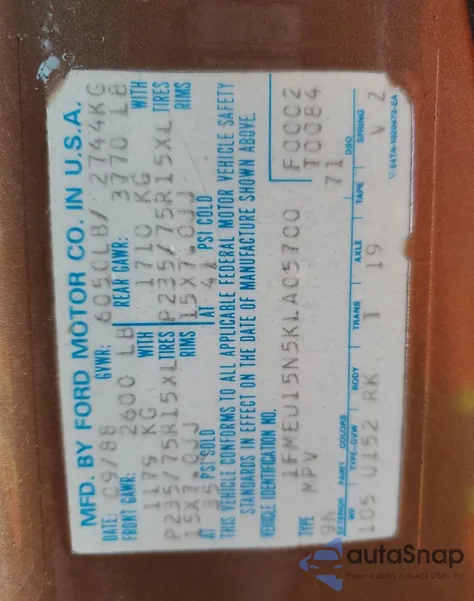 MFD. BY FORD MOTOR CO. IN U.S.A.
DATE: 09/88 GVWR: 6050LB/ 2744KG
FRONT GAWR: 2600 LB REAR GAWR: 3770 LB
1179 KG WITH 1710 KG WITH
P235/75R15XL TIRES P235/75R15XL TIRES
15X7.0JJ RIMS 15X7.0JJ RIMS
AT 35 PSI COLD AT 41 PSI COLD
THIS VEHICLE CONFORMS TO ALL APPLICABLE FEDERAL MOTOR VEHICLE SAFETY
STANDARDS IN EFFECT ON THE DATE OF MANUFACTURE SHOWN ABOVE.
VEHICLE IDENTIFICATION NO.
1FMEU15N5KLA05700 F0002
TYPE MPV T0084
9A 71
EXTERIOR PAINT COLORS DSO
WB TYPE-GVW BODY TRANS AXLE TAPE SPRING
105 U152 RK T 19 V Z
autoSnap